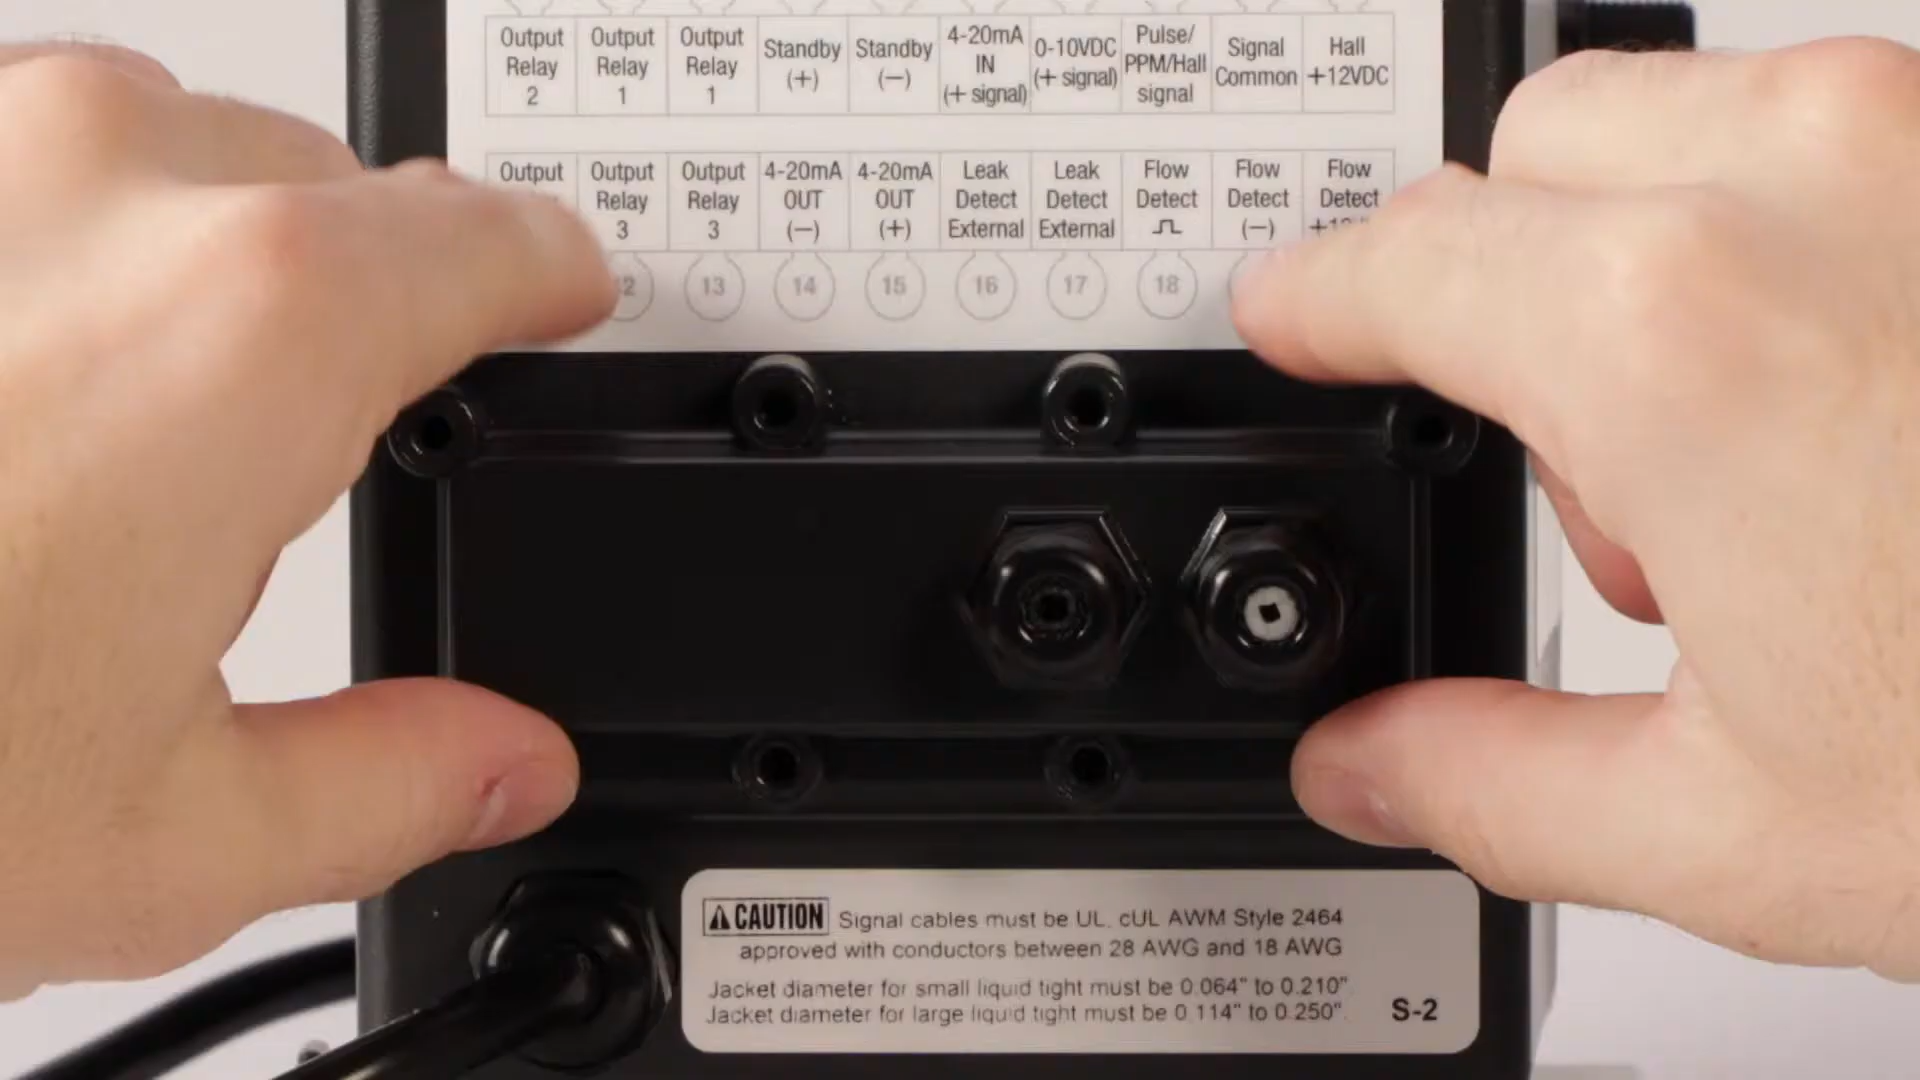 Output Relay 2
Output Relay 1
Output Relay 1
Standby (+)
Standby (—)
4-20mA IN (+ signal)
0-10VDC (+ signal)
Pulse/ PPM/Hall signal
Signal Common
Hall +12VDC
Output
Output Relay 3
Output Relay 3
4-20mA OUT (—)
4-20mA OUT (+)
Leak Detect External
Leak Detect External
Flow Detect
Flow Detect (—)
Flow Detect
13 14 15 16 17 18
CAUTION Signal cables must be UL, cUL AWM Style 2464
approved with conductors between 28 AWG and 18 AWG
Jacket diameter for small liquid tight must be 0.064" to 0.210".
Jacket diameter for large liquid tight must be 0.114" to 0.250".
S-2